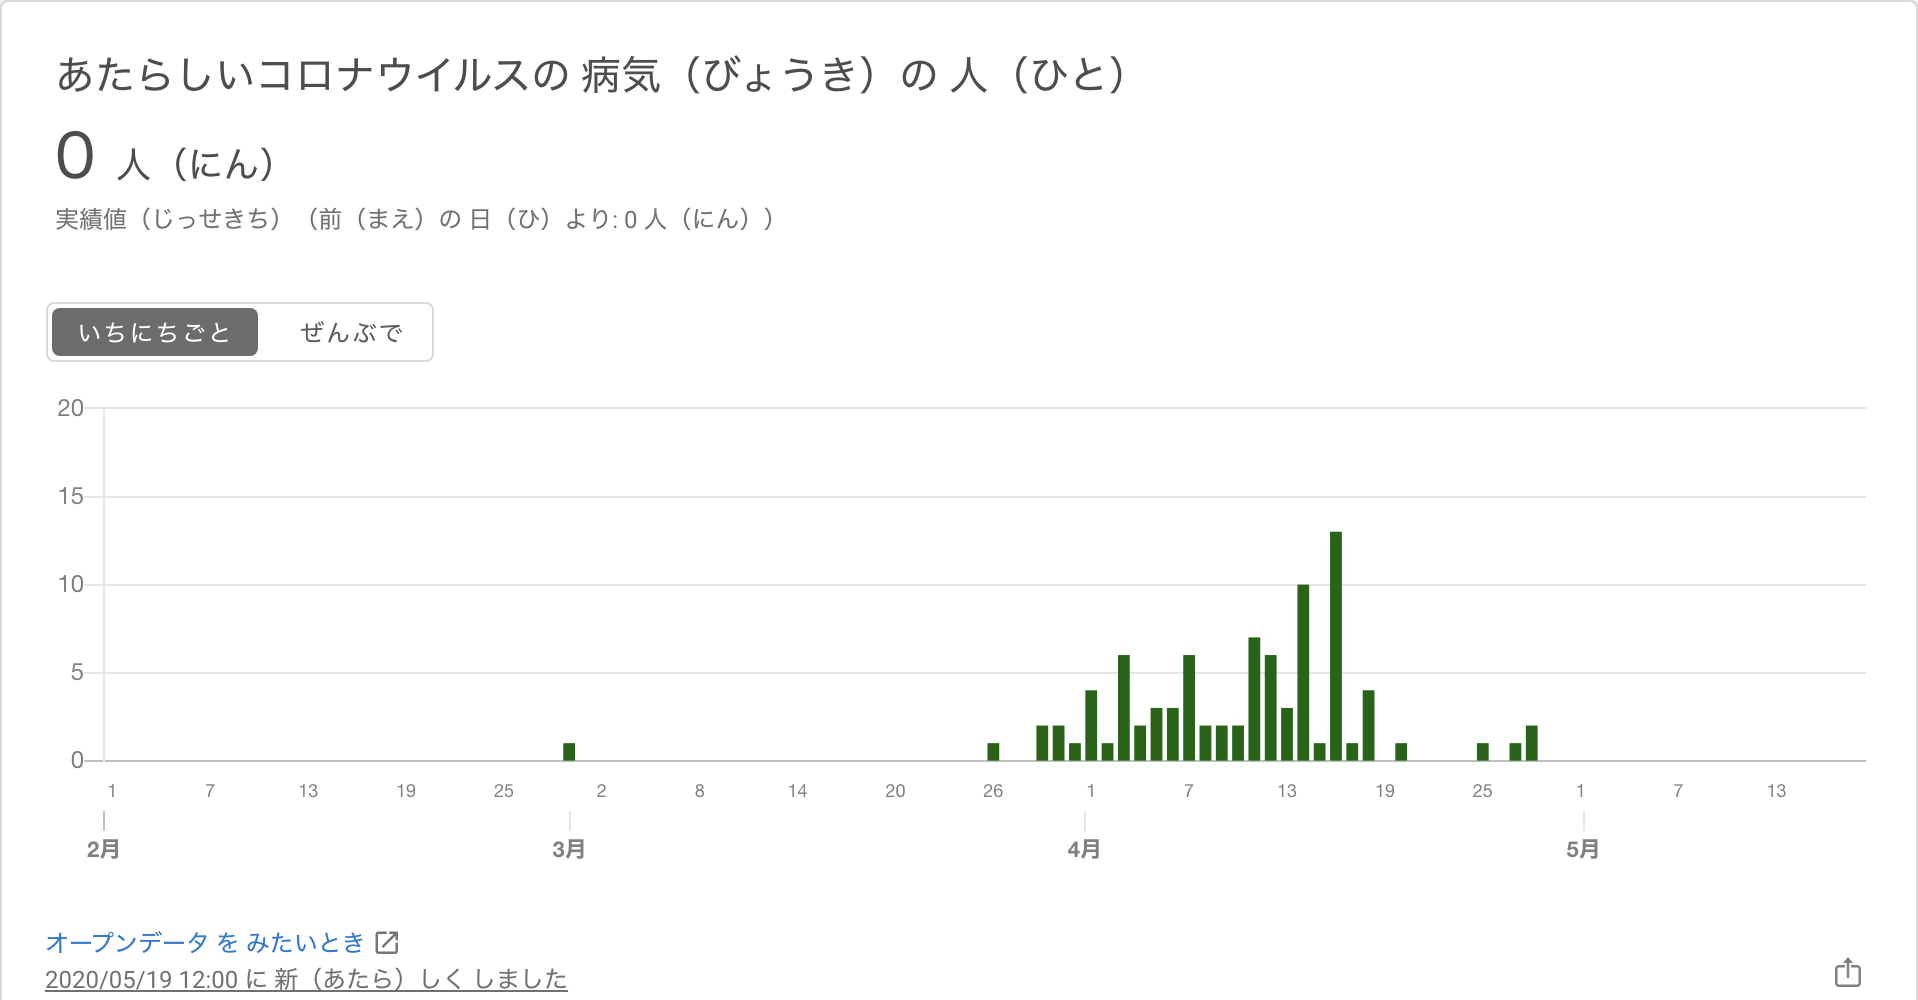 あたらしいコロナウイルスの 病気（びょうき）の 人（ひと）
0 人（にん）
実績値（じっせきち）（前（まえ）の 日（ひ）より: 0 人（にん））
いちにちごと ぜんぶで
20
15
10
5
0
1 7 13 19 25 2 8 14 20 26 1 7 13 19 25 1 7 13
2月 3月 4月 5月
オープンデータ を みたいとき
2020/05/19 12:00 に 新（あたら）しく しました